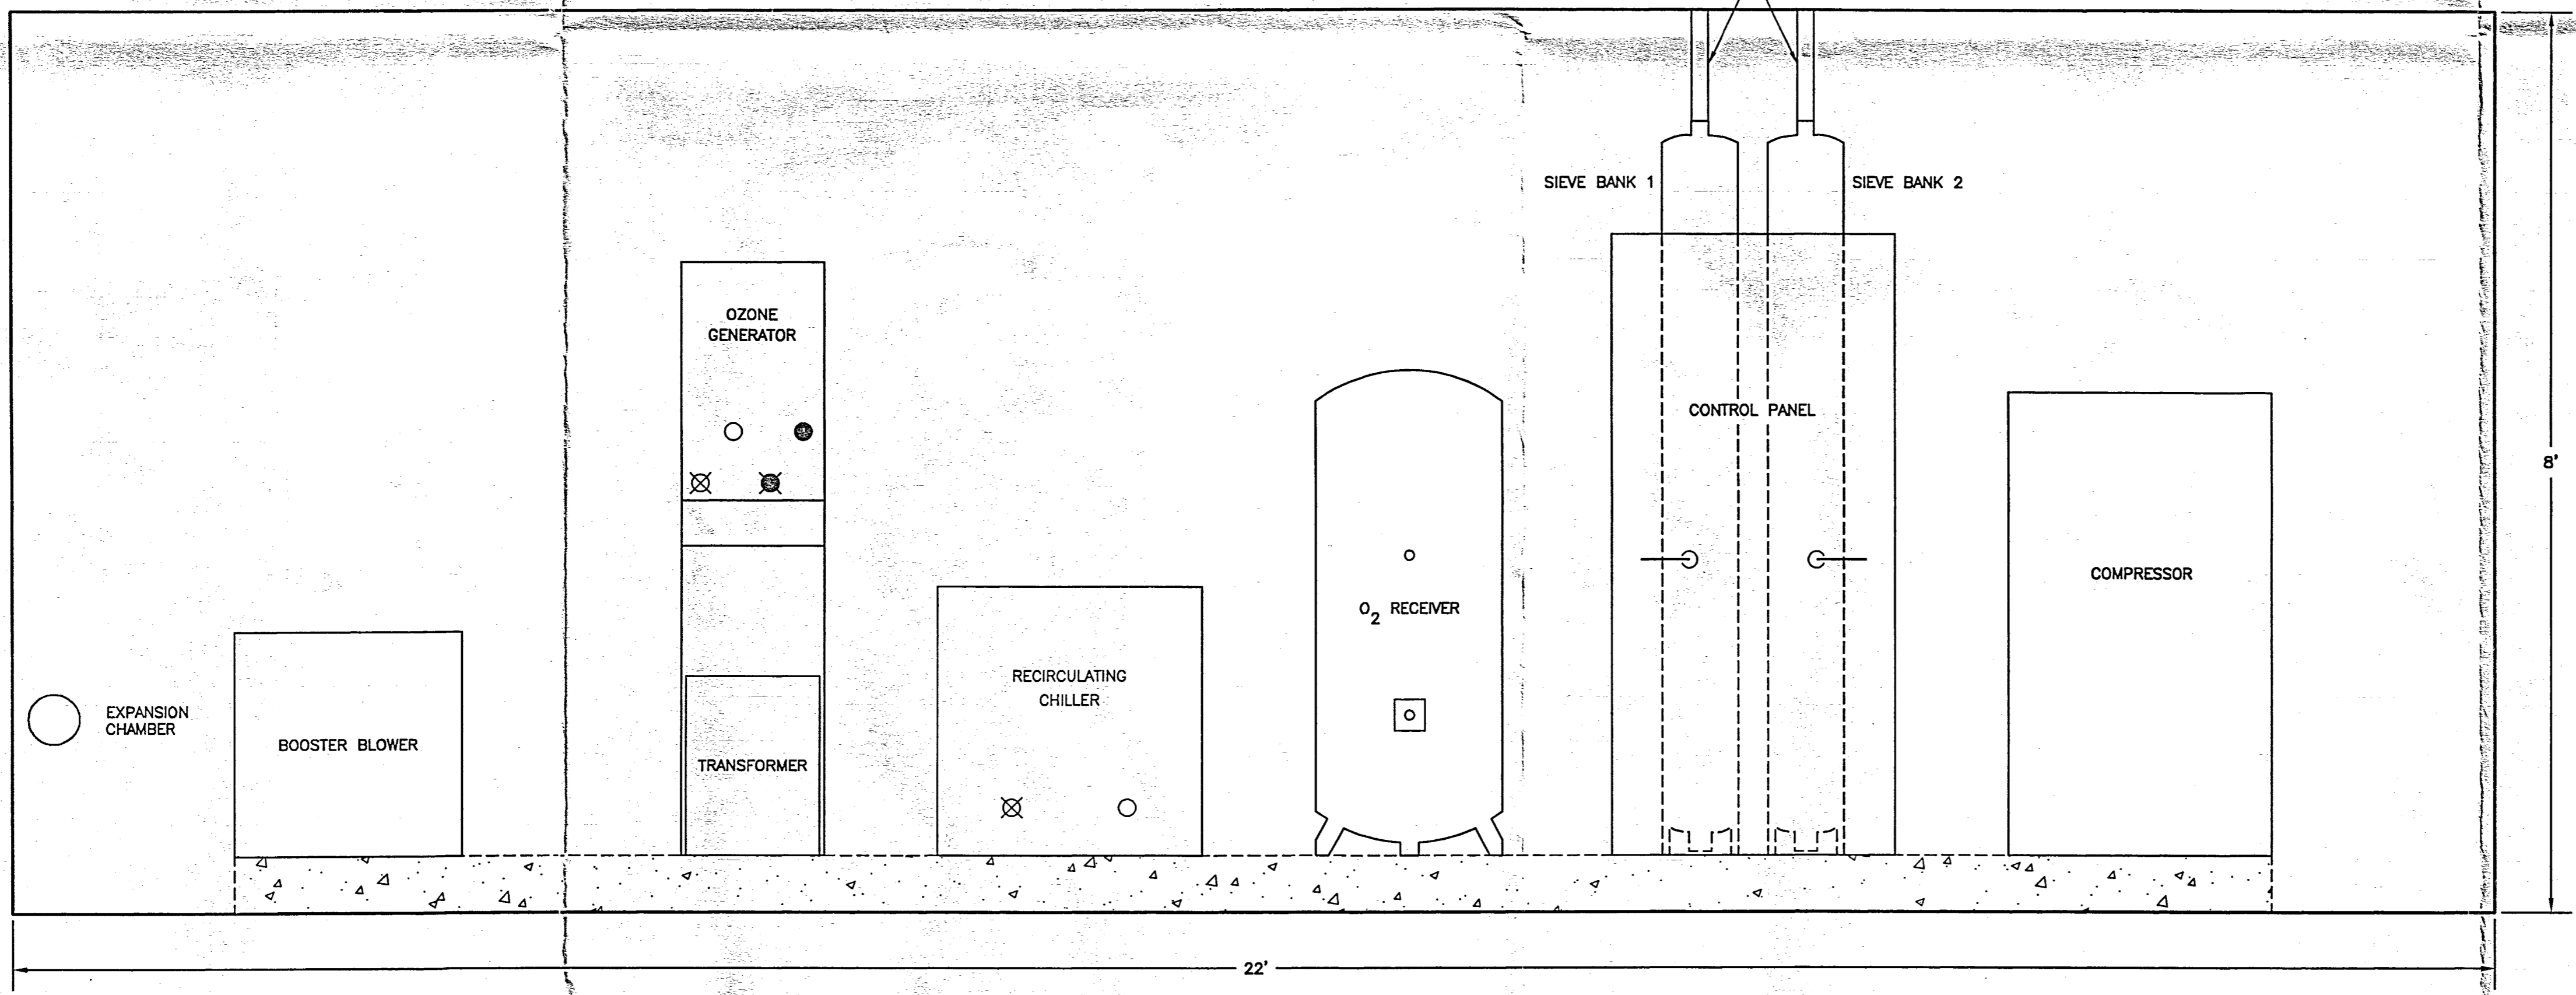 SIEVE BANK 1
SIEVE BANK 2
OZONE
GENERATOR
CONTROL PANEL
8'
COMPRESSOR
O₂ RECEIVER
RECIRCULATING
CHILLER
EXPANSION
CHAMBER
BOOSTER BLOWER
TRANSFORMER
22'